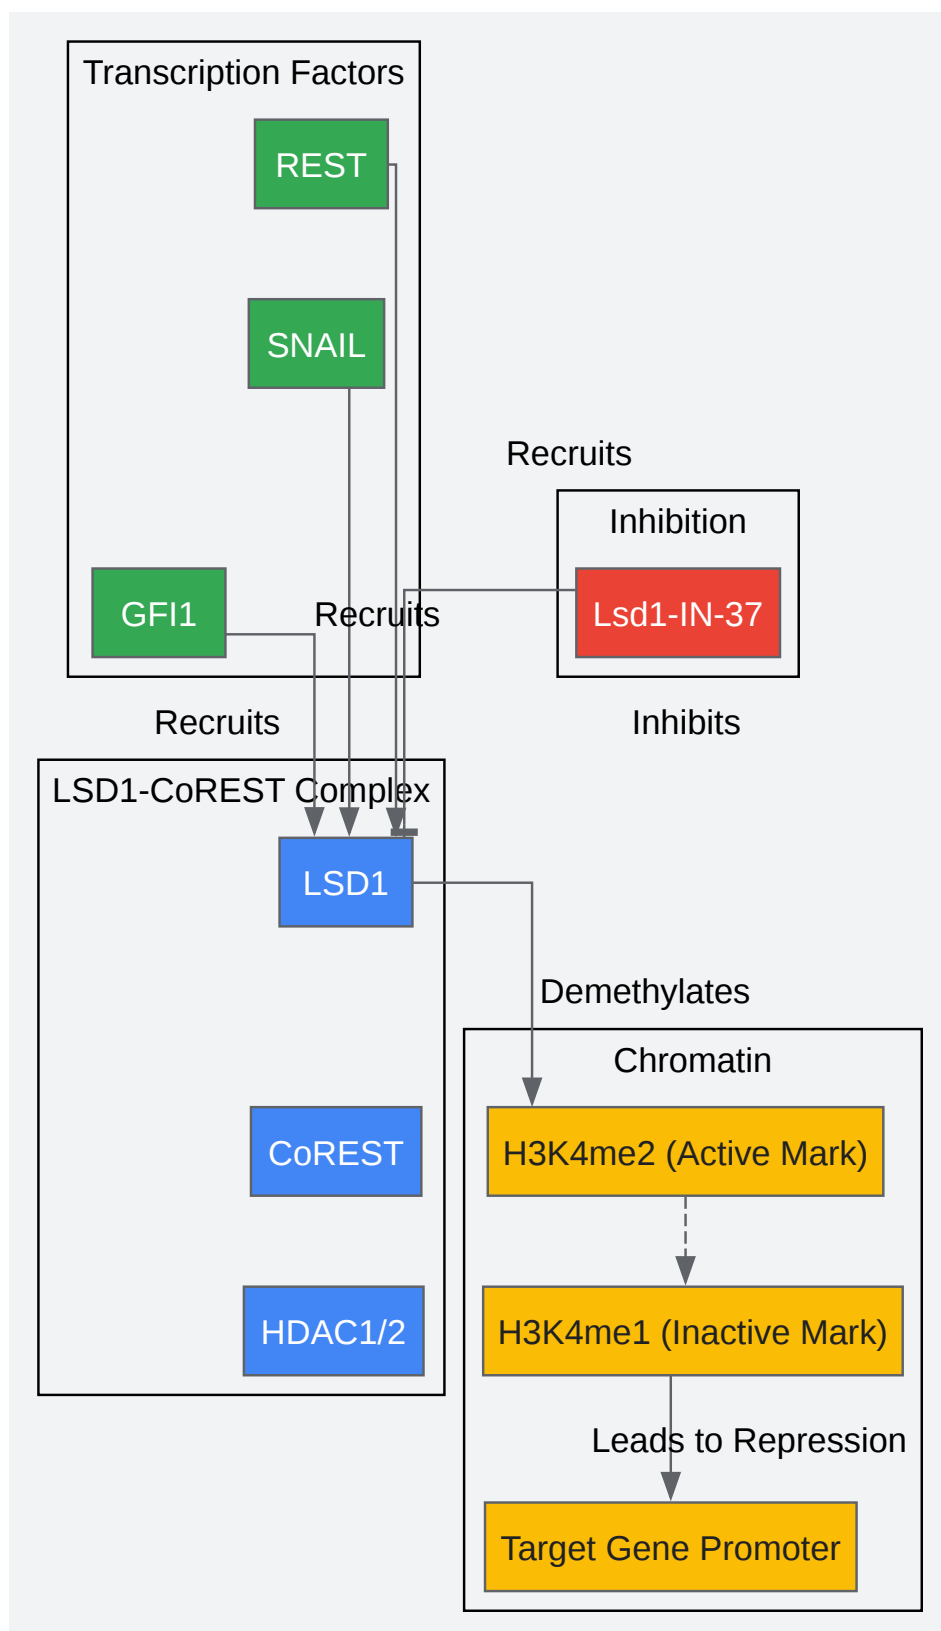 Transcription Factors
REST
SNAIL
Recruits
Inhibition
GFI1
Recruits
Lsd1-IN-37
Recruits
Inhibits
LSD1-CoREST Complex
LSD1
Demethylates
Chromatin
CoREST
H3K4me2 (Active Mark)
HDAC1/2
H3K4me1 (Inactive Mark)
Leads to Repression
Target Gene Promoter